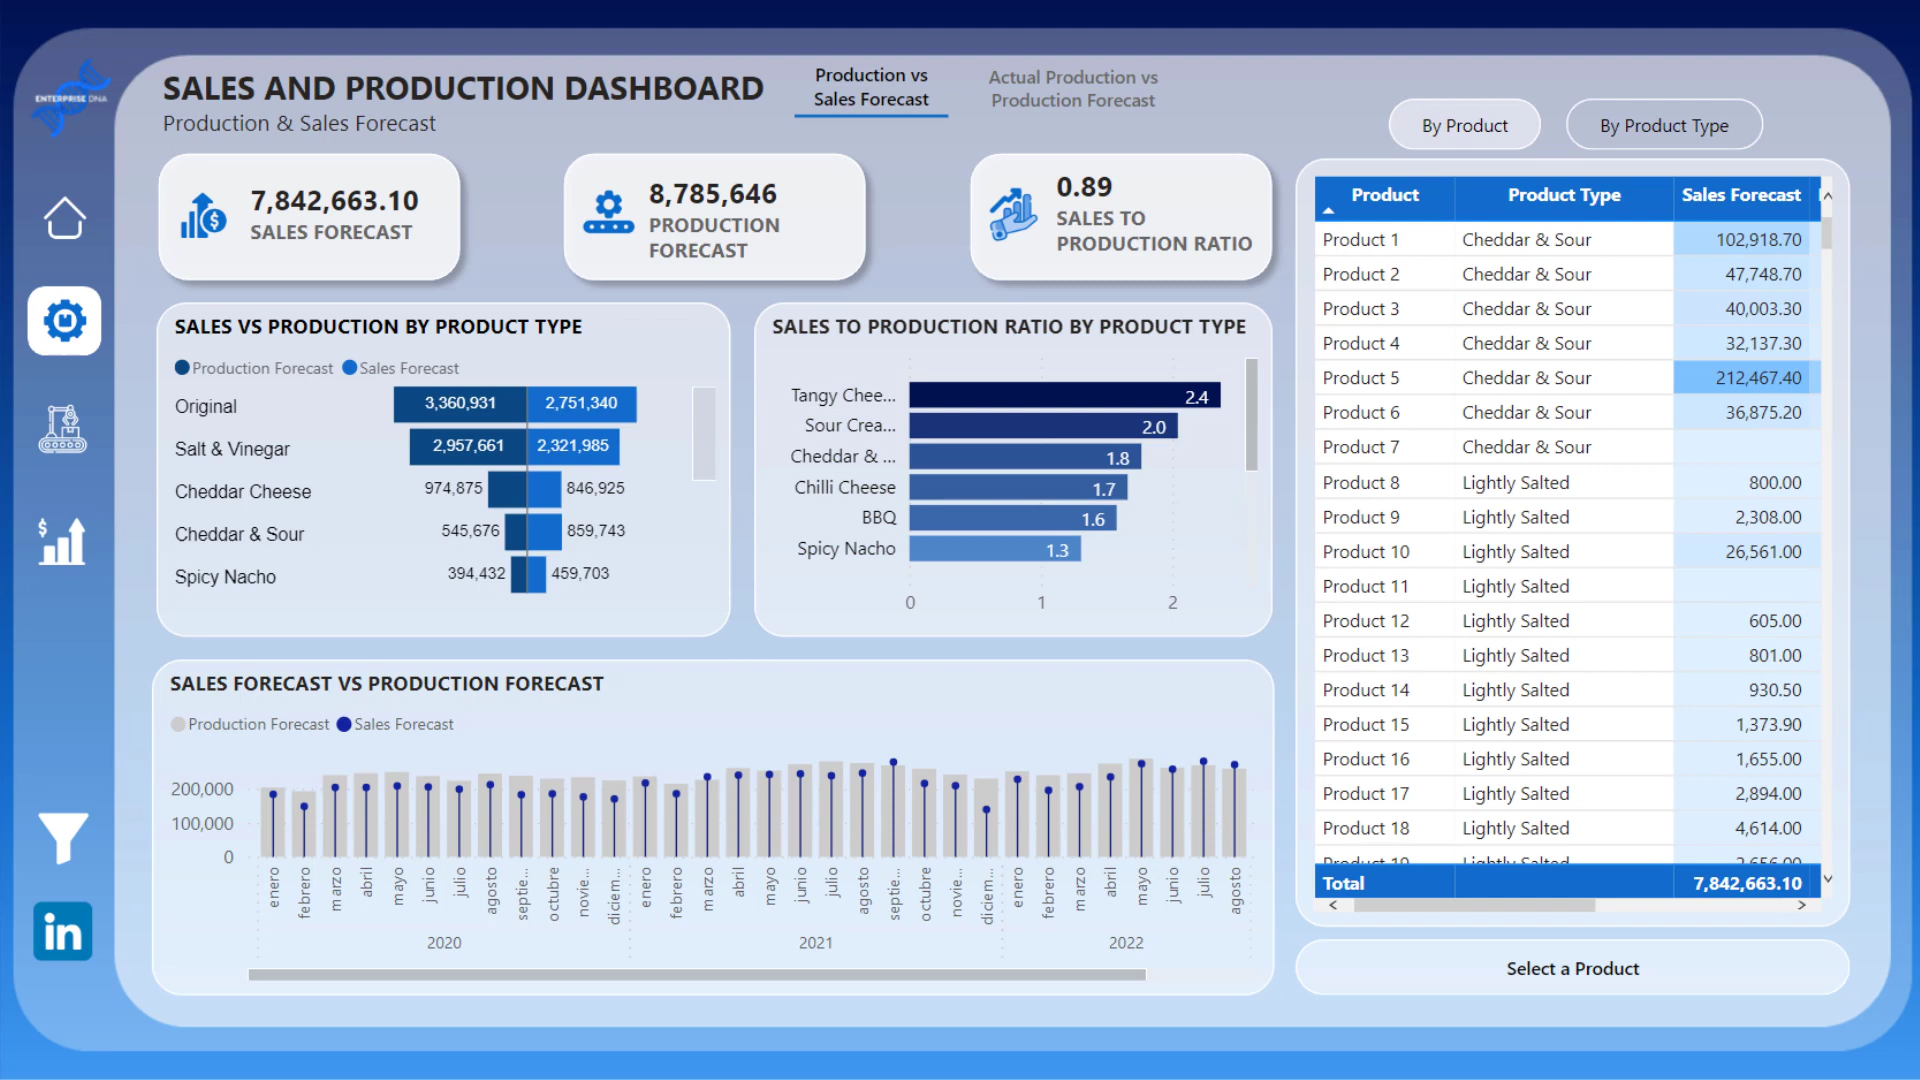 ENTERPRISE DNA
SALES AND PRODUCTION DASHBOARD
Production & Sales Forecast
Production vs
Sales Forecast
Actual Production vs
Production Forecast
By Product
By Product Type
7,842,663.10
SALES FORECAST
8,785,646
PRODUCTION
FORECAST
0.89
SALES TO
PRODUCTION RATIO
SALES VS PRODUCTION BY PRODUCT TYPE
Production Forecast Sales Forecast
Original 3,360,931 2,751,340
Salt & Vinegar 2,957,661 2,321,985
Cheddar Cheese 974,875 846,925
Cheddar & Sour 545,676 859,743
Spicy Nacho 394,432 459,703
SALES TO PRODUCTION RATIO BY PRODUCT TYPE
Tangy Chee... 2.4
Sour Crea... 2.0
Cheddar & ... 1.8
Chilli Cheese 1.7
BBQ 1.6
Spicy Nacho 1.3
0 1 2
SALES FORECAST VS PRODUCTION FORECAST
Production Forecast Sales Forecast
200,000
100,000
0
enero febrero marzo abril mayo junio julio agosto septie... octubre novie... diciem... enero febrero marzo abril mayo junio julio agosto septie... octubre novie... diciem... enero febrero marzo abril mayo junio julio agosto
2020 2021 2022
Product Product Type Sales Forecast
Product 1 Cheddar & Sour 102,918.70
Product 2 Cheddar & Sour 47,748.70
Product 3 Cheddar & Sour 40,003.30
Product 4 Cheddar & Sour 32,137.30
Product 5 Cheddar & Sour 212,467.40
Product 6 Cheddar & Sour 36,875.20
Product 7 Cheddar & Sour
Product 8 Lightly Salted 800.00
Product 9 Lightly Salted 2,308.00
Product 10 Lightly Salted 26,561.00
Product 11 Lightly Salted
Product 12 Lightly Salted 605.00
Product 13 Lightly Salted 801.00
Product 14 Lightly Salted 930.50
Product 15 Lightly Salted 1,373.90
Product 16 Lightly Salted 1,655.00
Product 17 Lightly Salted 2,894.00
Product 18 Lightly Salted 4,614.00
Product 19 Lightly Salted 2,656.00
Total 7,842,663.10
Select a Product
in